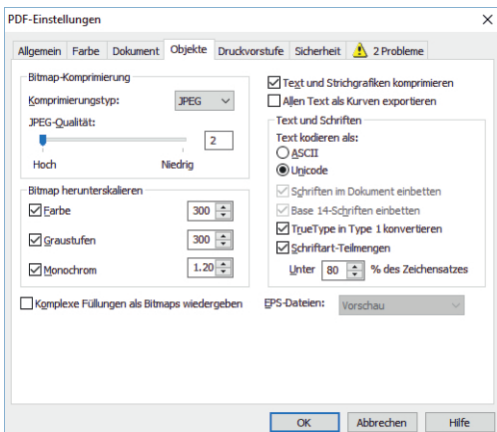 PDF-Einstellungen
Allgemein Farbe Dokument Objekte Druckvorstufe Sicherheit 2 Probleme
Bitmap-Komprimierung
Komprimierungstyp: JPEG
JPEG-Qualität:
2
Hoch Niedrig
Bitmap herunterskalieren
Farbe 300
Graustufen 300
Monochrom 1.20
Komplexe Füllungen als Bitmaps wiedergeben
Text und Strichgrafiken komprimieren
Allen Text als Kurven exportieren
Text und Schriften
Text kodieren als:
ASCII
Unicode
Schriften im Dokument einbetten
Base 14-Schriften einbetten
TrueType in Type 1 konvertieren
Schriftart-Teilmengen
Unter 80 % des Zeichensatzes
EPS-Dateien: Vorschau
OK Abbrechen Hilfe